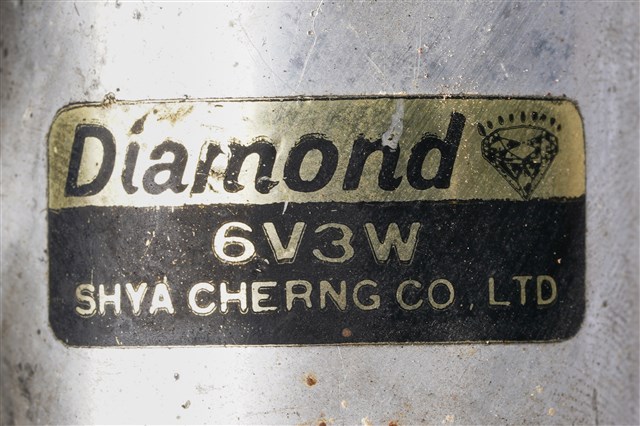 Diamond
6V3W
SHYA CHERNG CO. LTD